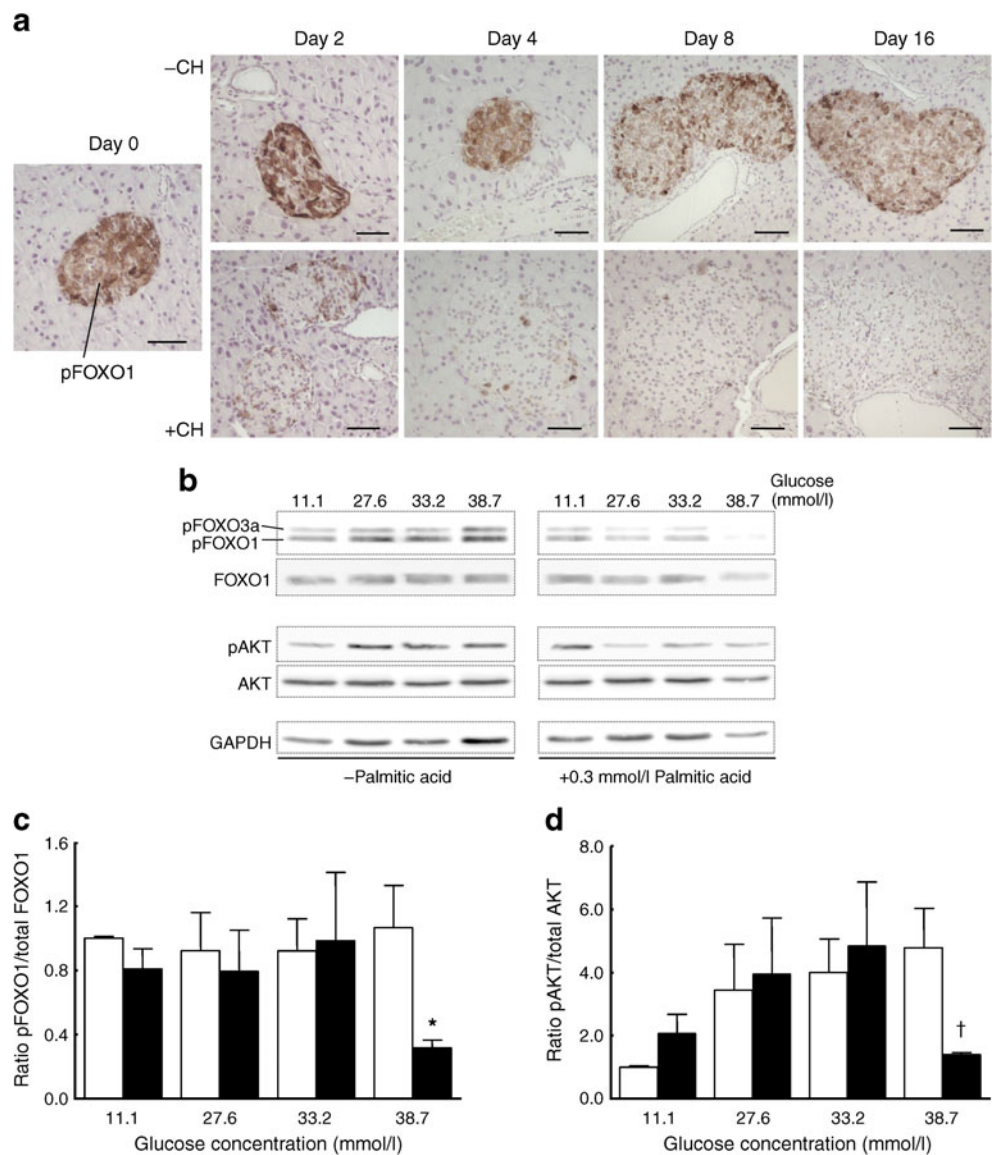 a
Day 2 Day 4 Day 8 Day 16
–CH
Day 0
pFOXO1
+CH
b
11.1 27.6 33.2 38.7 11.1 27.6 33.2 38.7 Glucose (mmol/l)
pFOXO3a
pFOXO1
FOXO1
pAKT
AKT
GAPDH
–Palmitic acid +0.3 mmol/l Palmitic acid
c
Ratio pFOXO1/total FOXO1
1.6
1.2
0.8
0.4
0.0
*
11.1 27.6 33.2 38.7
Glucose concentration (mmol/l)
d
Ratio pAKT/total AKT
8.0
6.0
4.0
2.0
0.0
†
11.1 27.6 33.2 38.7
Glucose concentration (mmol/l)